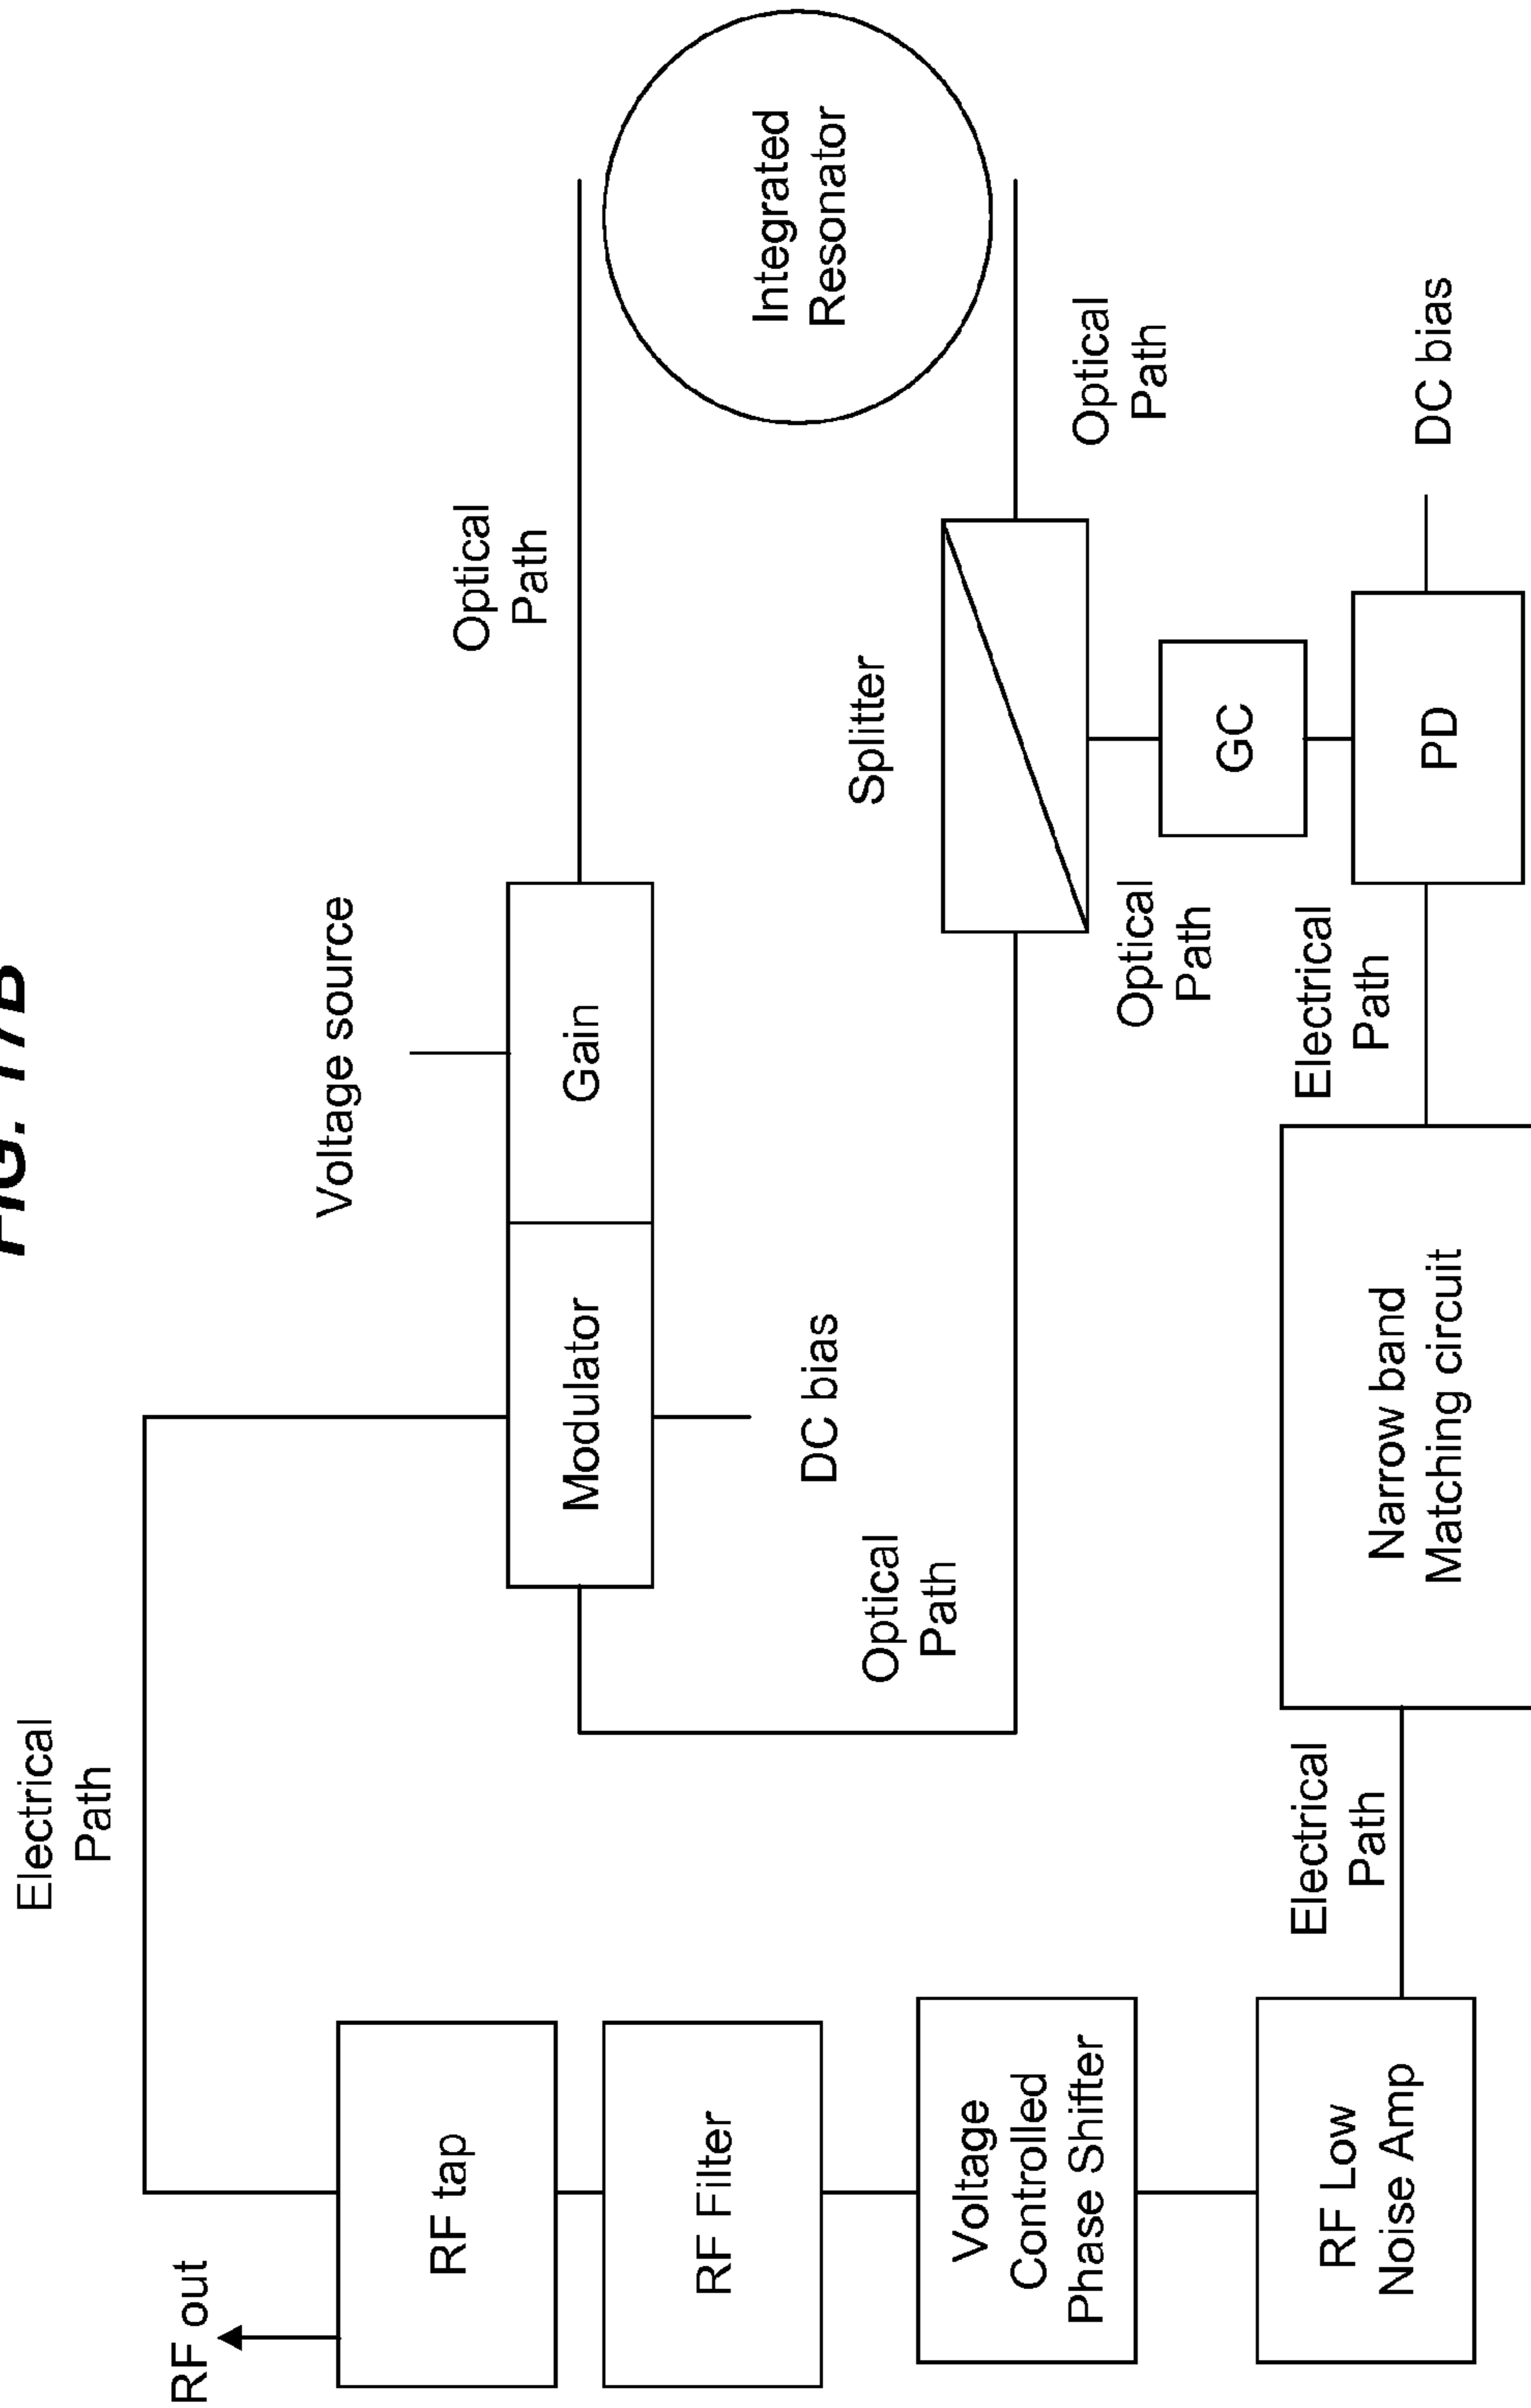 FIG. 17B
Electrical
Path
RF out
RF tap
RF Filter
Voltage
Controlled
Phase Shifter
RF Low
Noise Amp
Voltage source
Modulator
Gain
DC bias
Optical
Path
Optical
Path
Integrated
Resonator
Splitter
Optical
Path
Optical
Path
GC
PD
DC bias
Electrical
Path
Narrow band
Matching circuit
Electrical
Path